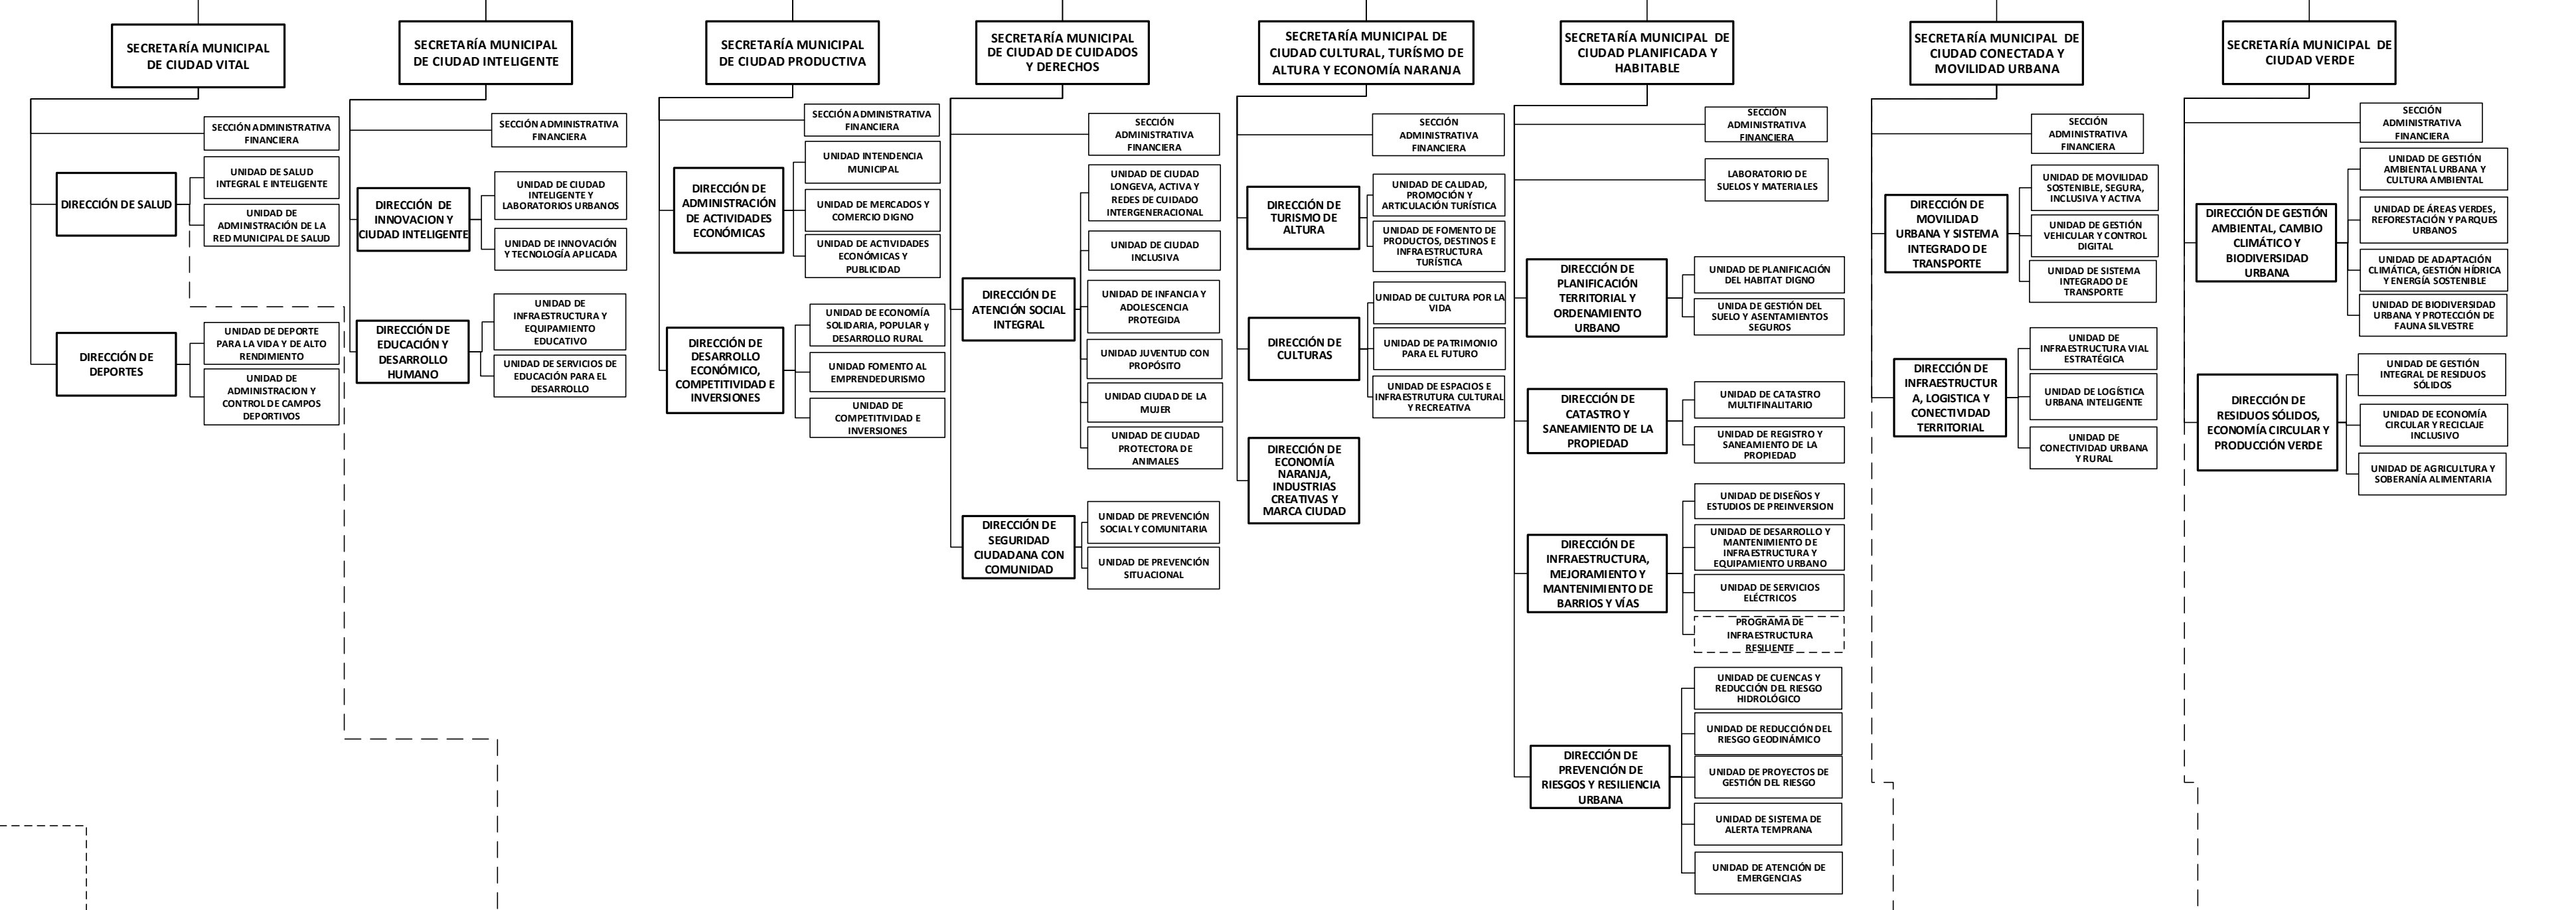 SECRETARÍA MUNICIPAL
DE CIUDAD VITAL
SECCIÓN ADMINISTRATIVA
FINANCIERA
DIRECCIÓN DE SALUD
UNIDAD DE SALUD
INTEGRAL E INTELIGENTE
UNIDAD DE
ADMINISTRACIÓN DE LA
RED MUNICIPAL DE SALUD
DIRECCIÓN DE
DEPORTES
UNIDAD DE DEPORTE
PARA LA VIDA Y DE ALTO
RENDIMIENTO
UNIDAD DE
ADMINISTRACION Y
CONTROL DE CAMPOS
DEPORTIVOS
SECRETARÍA MUNICIPAL
DE CIUDAD INTELIGENTE
SECCIÓN ADMINISTRATIVA
FINANCIERA
DIRECCIÓN DE
INNOVACION Y
CIUDAD INTELIGENTE
UNIDAD DE CIUDAD
INTELIGENTE Y
LABORATORIOS URBANOS
UNIDAD DE INNOVACIÓN
Y TECNOLOGÍA APLICADA
DIRECCIÓN DE
EDUCACIÓN Y
DESARROLLO
HUMANO
UNIDAD DE
INFRAESTRUCTURA Y
EQUIPAMIENTO
EDUCATIVO
UNIDAD DE SERVICIOS DE
EDUCACIÓN PARA EL
DESARROLLO
SECRETARÍA MUNICIPAL
DE CIUDAD PRODUCTIVA
SECCIÓN ADMINISTRATIVA
FINANCIERA
DIRECCIÓN DE
ADMINISTRACIÓN
DE ACTIVIDADES
ECONÓMICAS
UNIDAD INTENDENCIA
MUNICIPAL
UNIDAD DE MERCADOS Y
COMERCIO DIGNO
UNIDAD DE ACTIVIDADES
ECONÓMICAS Y
PUBLICIDAD
DIRECCIÓN DE
DESARROLLO
ECONÓMICO,
COMPETITIVIDAD E
INVERSIONES
UNIDAD DE ECONOMÍA
SOLIDARIA, POPULAR y
DESARROLLO RURAL
UNIDAD FOMENTO AL
EMPRENDEDURISMO
UNIDAD DE
COMPETITIVIDAD E
INVERSIONES
SECRETARÍA MUNICIPAL
DE CIUDAD DE CUIDADOS
Y DERECHOS
SECCIÓN
ADMINISTRATIVA
FINANCIERA
DIRECCIÓN DE
ATENCIÓN SOCIAL
INTEGRAL
UNIDAD DE CIUDAD
LONGEVA, ACTIVA Y
REDES DE CUIDADO
INTERGENERACIONAL
UNIDAD DE CIUDAD
INCLUSIVA
UNIDAD DE INFANCIA Y
ADOLESCENCIA
PROTEGIDA
UNIDAD JUVENTUD CON
PROPÓSITO
UNIDAD CIUDAD DE LA
MUJER
UNIDAD DE CIUDAD
PROTECTORA DE
ANIMALES
DIRECCIÓN DE
SEGURIDAD
CIUDADANA CON
COMUNIDAD
UNIDAD DE PREVENCIÓN
SOCIAL Y COMUNITARIA
UNIDAD DE PREVENCIÓN
SITUACIONAL
SECRETARÍA MUNICIPAL DE
CIUDAD CULTURAL, TURÍSMO DE
ALTURA Y ECONOMÍA NARANJA
SECCIÓN
ADMINISTRATIVA
FINANCIERA
DIRECCIÓN DE
TURISMO DE
ALTURA
UNIDAD DE CALIDAD,
PROMOCIÓN Y
ARTICULACIÓN TURÍSTICA
UNIDAD DE FOMENTO DE
PRODUCTOS, DESTINOS E
INFRAESTRUCTURA
TURÍSTICA
DIRECCIÓN DE
CULTURAS
UNIDAD DE CULTURA POR LA
VIDA
UNIDAD DE PATRIMONIO
PARA EL FUTURO
UNIDAD DE ESPACIOS E
INFRAESTRUTURA CULTURAL
Y RECREATIVA
DIRECCIÓN DE
ECONOMÍA
NARANJA,
INDUSTRIAS
CREATIVAS Y
MARCA CIUDAD
SECRETARÍA MUNICIPAL DE
CIUDAD PLANIFICADA Y
HABITABLE
SECCIÓN
ADMINISTRATIVA
FINANCIERA
LABORATORIO DE
SUELOS Y MATERIALES
DIRECCIÓN DE
PLANIFICACIÓN
TERRITORIAL Y
ORDENAMIENTO
URBANO
UNIDAD DE PLANIFICACIÓN
DEL HABITAT DIGNO
UNIDA DE GESTIÓN DEL
SUELO Y ASENTAMIENTOS
SEGUROS
DIRECCIÓN DE
CATASTRO Y
SANEAMIENTO DE LA
PROPIEDAD
UNIDAD DE CATASTRO
MULTIFINALITARIO
UNIDAD DE REGISTRO Y
SANEAMIENTO DE LA
PROPIEDAD
DIRECCIÓN DE
INFRAESTRUCTURA,
MEJORAMIENTO Y
MANTENIMIENTO DE
BARRIOS Y VÍAS
UNIDAD DE DISEÑOS Y
ESTUDIOS DE PREINVERSION
UNIDAD DE DESARROLLO Y
MANTENIMIENTO DE
INFRAESTRUCTURA Y
EQUIPAMIENTO URBANO
UNIDAD DE SERVICIOS
ELÉCTRICOS
PROGRAMA DE
INFRAESTRUCTURA
RESILIENTE
DIRECCIÓN DE
PREVENCIÓN DE
RIESGOS Y RESILIENCIA
URBANA
UNIDAD DE CUENCAS Y
REDUCCIÓN DEL RIESGO
HIDROLÓGICO
UNIDAD DE REDUCCIÓN DEL
RIESGO GEODINÁMICO
UNIDAD DE PROYECTOS DE
GESTIÓN DEL RIESGO
UNIDAD DE SISTEMA DE
ALERTA TEMPRANA
UNIDAD DE ATENCIÓN DE
EMERGENCIAS
SECRETARÍA MUNICIPAL DE
CIUDAD CONECTADA Y
MOVILIDAD URBANA
SECCIÓN
ADMINISTRATIVA
FINANCIERA
DIRECCIÓN DE
MOVILIDAD
URBANA Y SISTEMA
INTEGRADO DE
TRANSPORTE
UNIDAD DE MOVILIDAD
SOSTENIBLE, SEGURA,
INCLUSIVA Y ACTIVA
UNIDAD DE GESTIÓN
VEHICULAR Y CONTROL
DIGITAL
UNIDAD DE SISTEMA
INTEGRADO DE
TRANSPORTE
DIRECCIÓN DE
INFRAESTRUCTUR
A, LOGISTICA Y
CONECTIVIDAD
TERRITORIAL
UNIDAD DE
INFRAESTRUCTURA VIAL
ESTRATÉGICA
UNIDAD DE LOGÍSTICA
URBANA INTELIGENTE
UNIDAD DE
CONECTIVIDAD URBANA
Y RURAL
SECRETARÍA MUNICIPAL DE
CIUDAD VERDE
SECCIÓN
ADMINISTRATIVA
FINANCIERA
DIRECCIÓN DE GESTIÓN
AMBIENTAL, CAMBIO
CLIMÁTICO Y
BIODIVERSIDAD
URBANA
UNIDAD DE GESTIÓN
AMBIENTAL URBANA Y
CULTURA AMBIENTAL
UNIDAD DE ÁREAS VERDES,
REFORESTACIÓN Y PARQUES
URBANOS
UNIDAD DE ADAPTACIÓN
CLIMÁTICA, GESTIÓN HÍDRICA
Y ENERGÍA SOSTENIBLE
UNIDAD DE BIODIVERSIDAD
URBANA Y PROTECCIÓN DE
FAUNA SILVESTRE
DIRECCIÓN DE
RESIDUOS SÓLIDOS,
ECONOMÍA CIRCULAR Y
PRODUCCIÓN VERDE
UNIDAD DE GESTIÓN
INTEGRAL DE RESIDUOS
SÓLIDOS
UNIDAD DE ECONOMÍA
CIRCULAR Y RECICLAJE
INCLUSIVO
UNIDAD DE AGRICULTURA Y
SOBERANÍA ALIMENTARIA